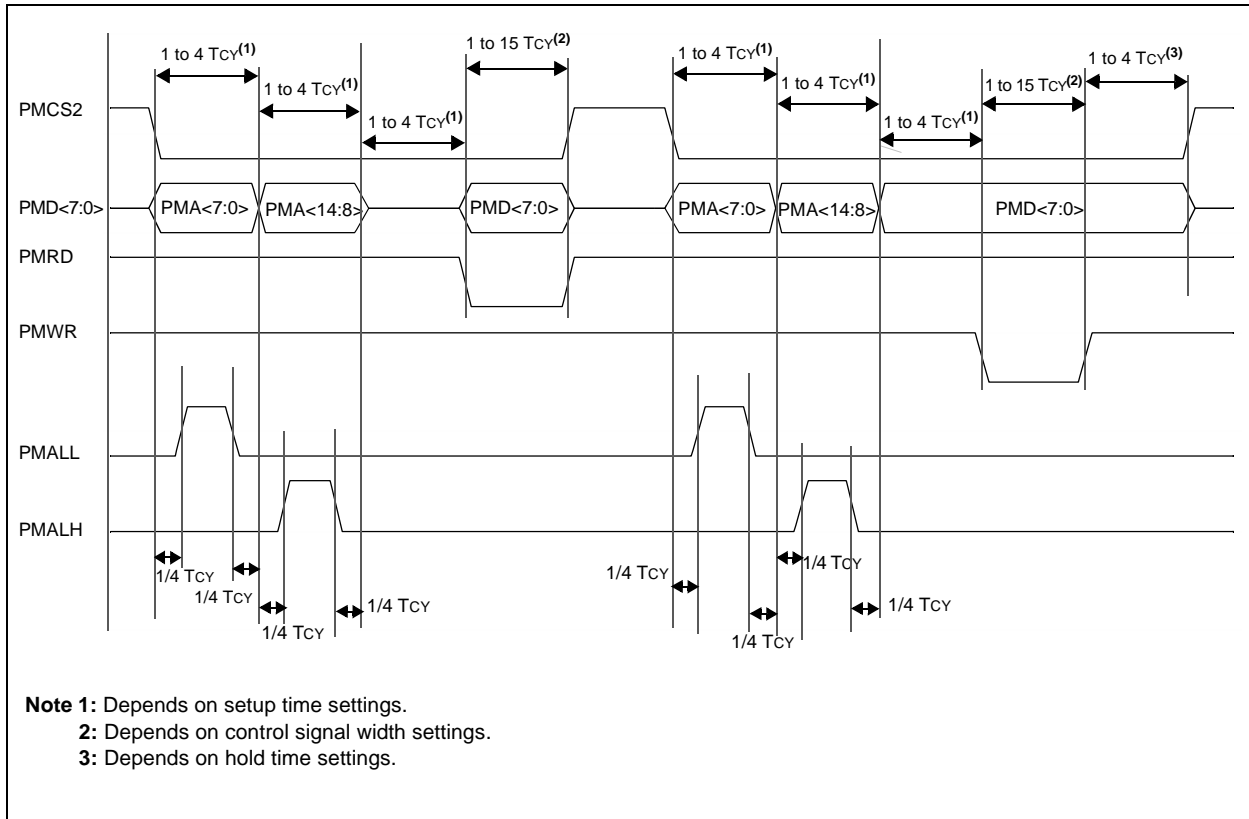 1 to 4 TCY(1)
1 to 4 TCY(1)
1 to 4 TCY(1)
1 to 15 TCY(2)
1 to 4 TCY(1)
1 to 4 TCY(1)
1 to 4 TCY(1)
1 to 15 TCY(2)
1 to 4 TCY(3)
PMCS2
PMD<7:0>
PMA<7:0>
PMA<14:8>
PMD<7:0>
PMA<7:0>
PMA<14:8>
PMD<7:0>
PMRD
PMWR
PMALL
PMALH
1/4 TCY
1/4 TCY
1/4 TCY
1/4 TCY
1/4 TCY
1/4 TCY
1/4 TCY
1/4 TCY
Note 1: Depends on setup time settings.
2: Depends on control signal width settings.
3: Depends on hold time settings.